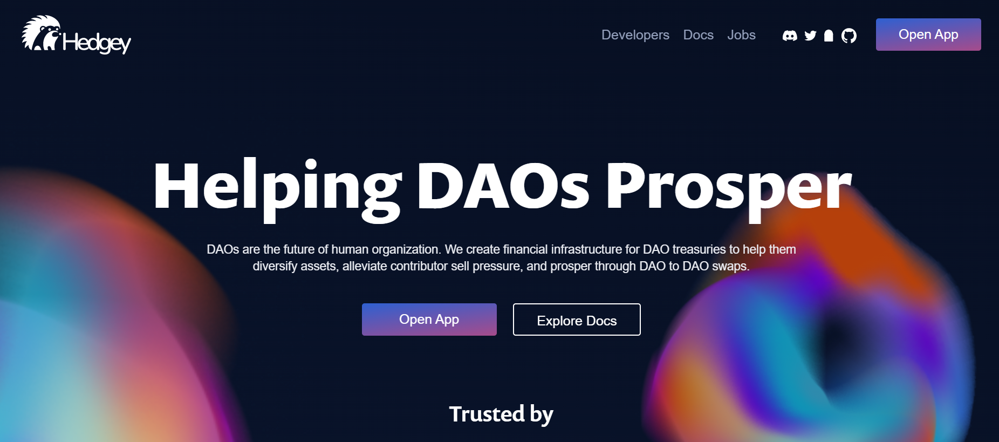 Hedgey
Developers
Docs
Jobs
Open App
Helping DAOs Prosper
DAOs are the future of human organization. We create financial infrastructure for DAO treasuries to help them
diversify assets, alleviate contributor sell pressure, and prosper through DAO to DAO swaps.
Open App
Explore Docs
Trusted by